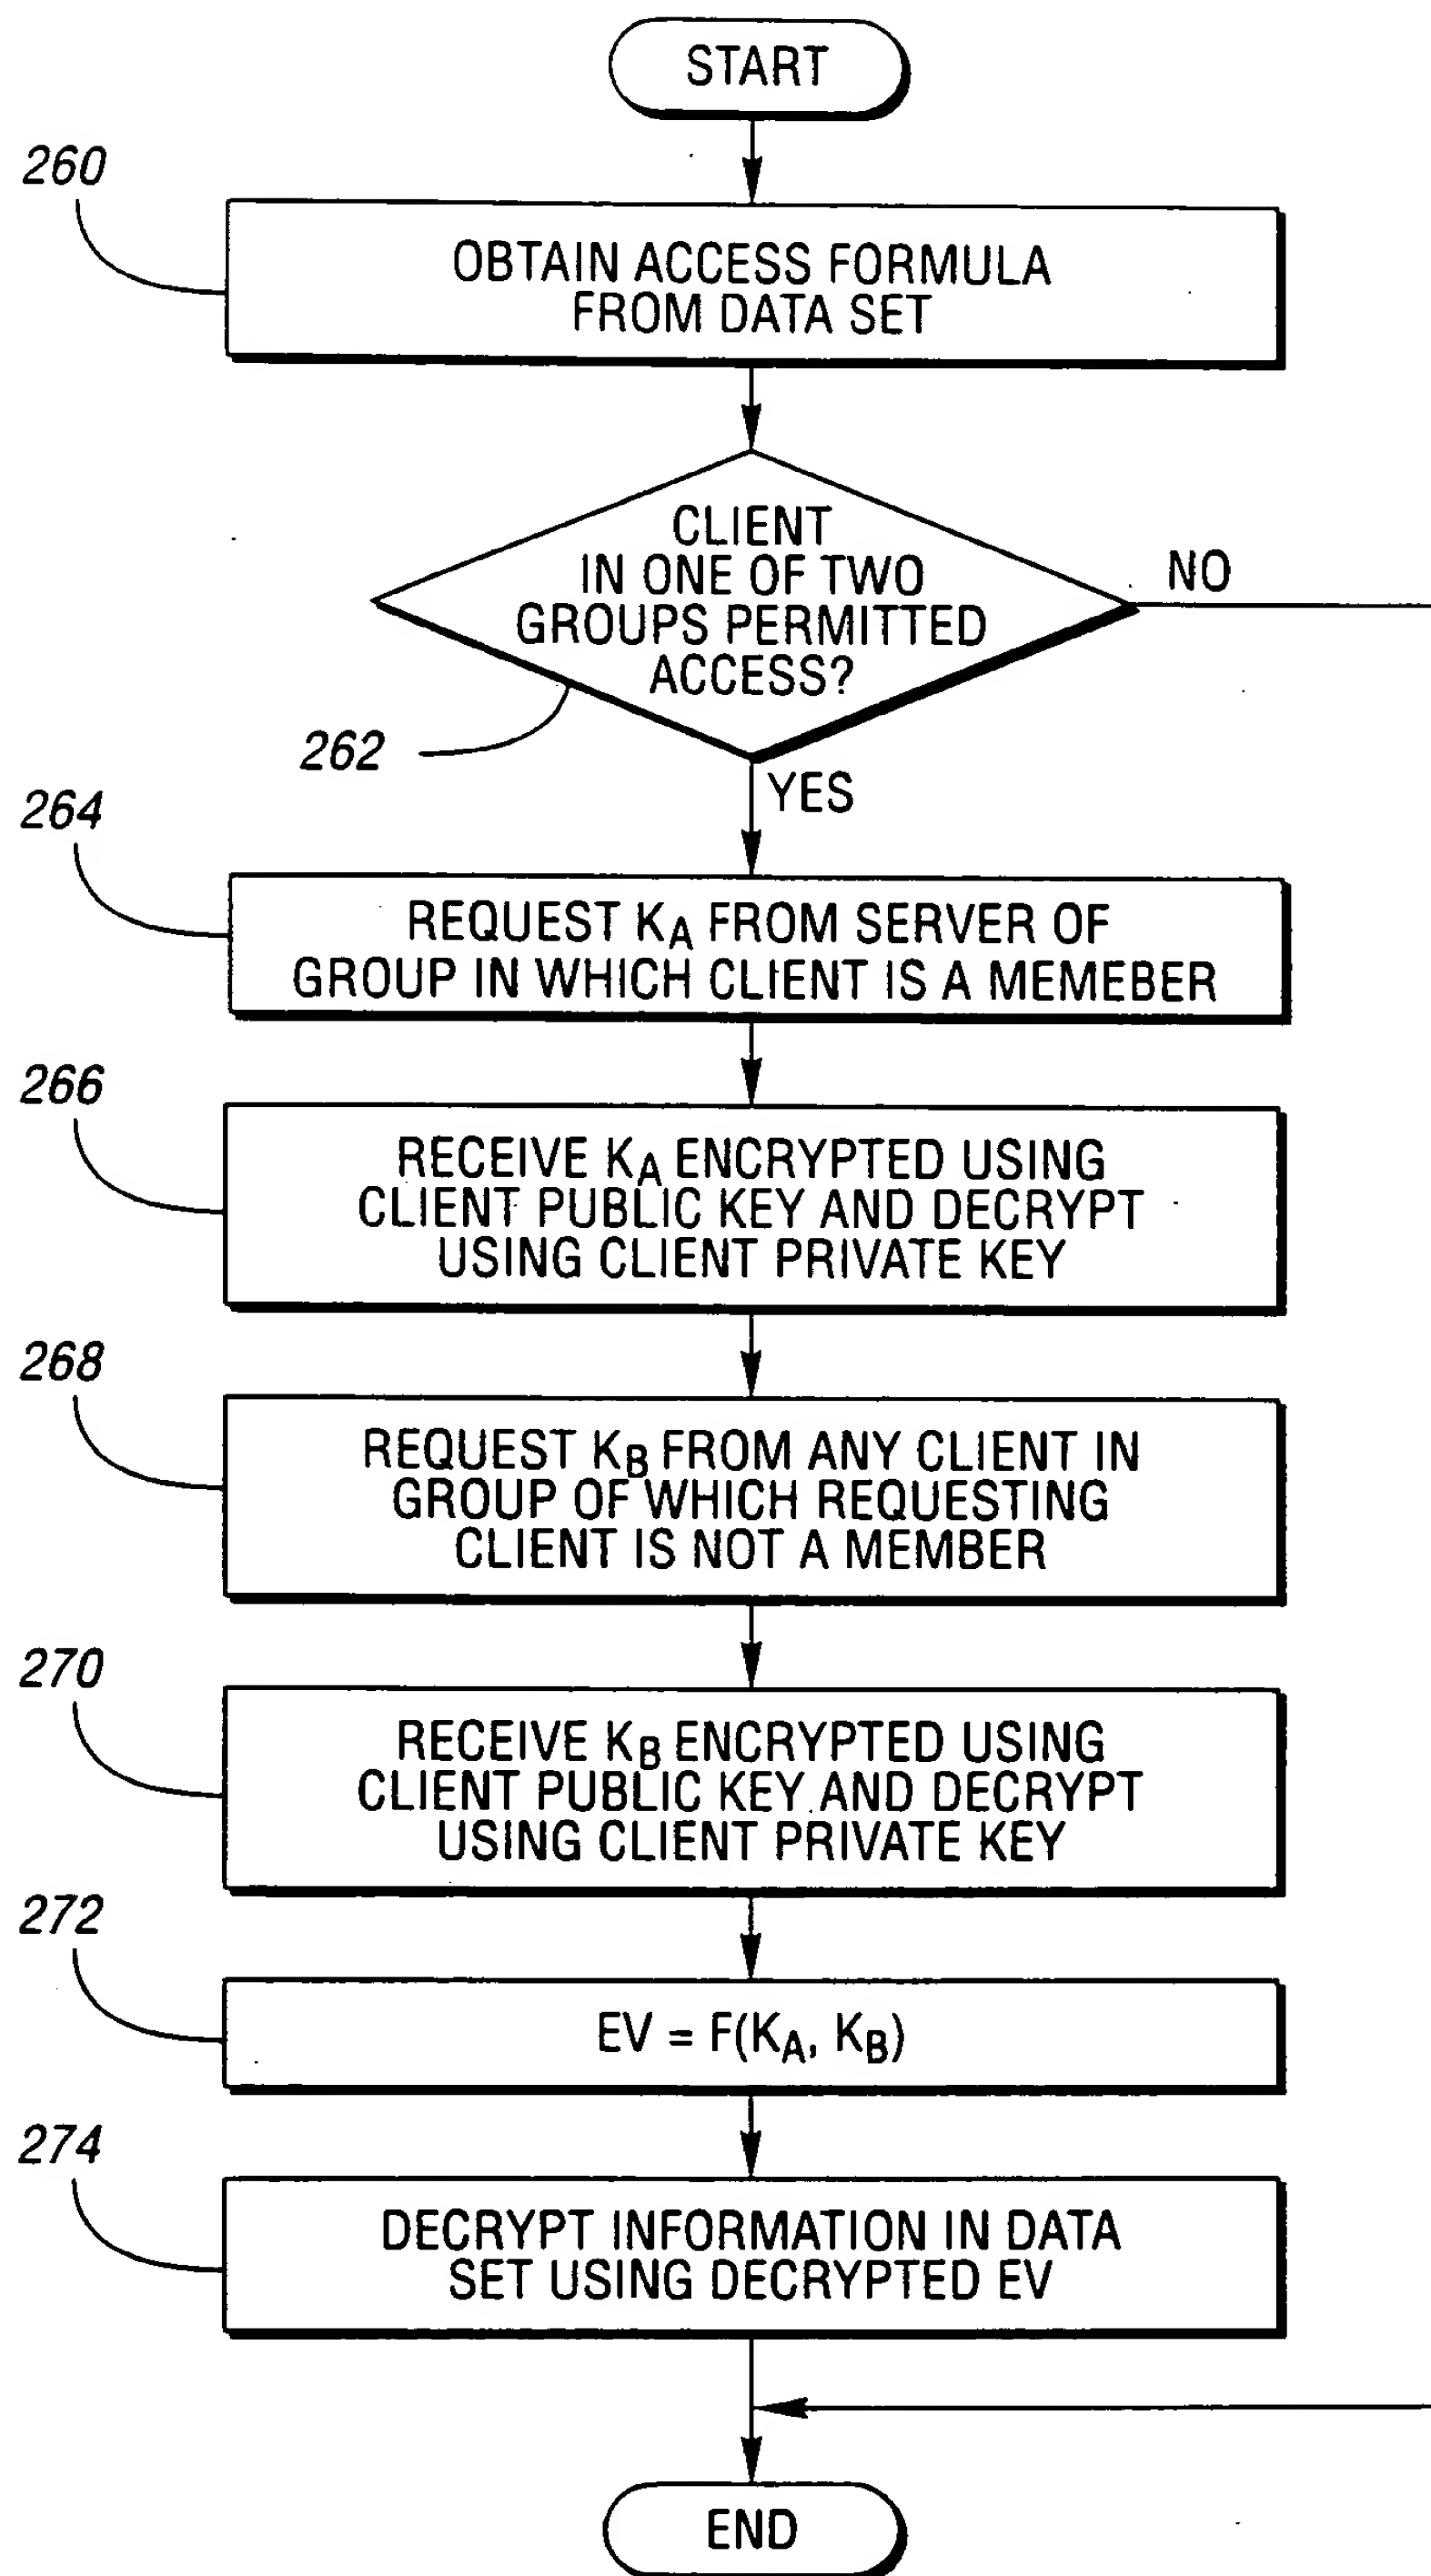 START
260
OBTAIN ACCESS FORMULA
FROM DATA SET
CLIENT
IN ONE OF TWO
GROUPS PERMITTED
ACCESS?
NO
262
YES
264
REQUEST KA FROM SERVER OF
GROUP IN WHICH CLIENT IS A MEMEBER
266
RECEIVE KA ENCRYPTED USING
CLIENT PUBLIC KEY AND DECRYPT
USING CLIENT PRIVATE KEY
268
REQUEST KB FROM ANY CLIENT IN
GROUP OF WHICH REQUESTING
CLIENT IS NOT A MEMBER
270
RECEIVE KB ENCRYPTED USING
CLIENT PUBLIC KEY AND DECRYPT
USING CLIENT PRIVATE KEY
272
EV = F(KA, KB)
274
DECRYPT INFORMATION IN DATA
SET USING DECRYPTED EV
END